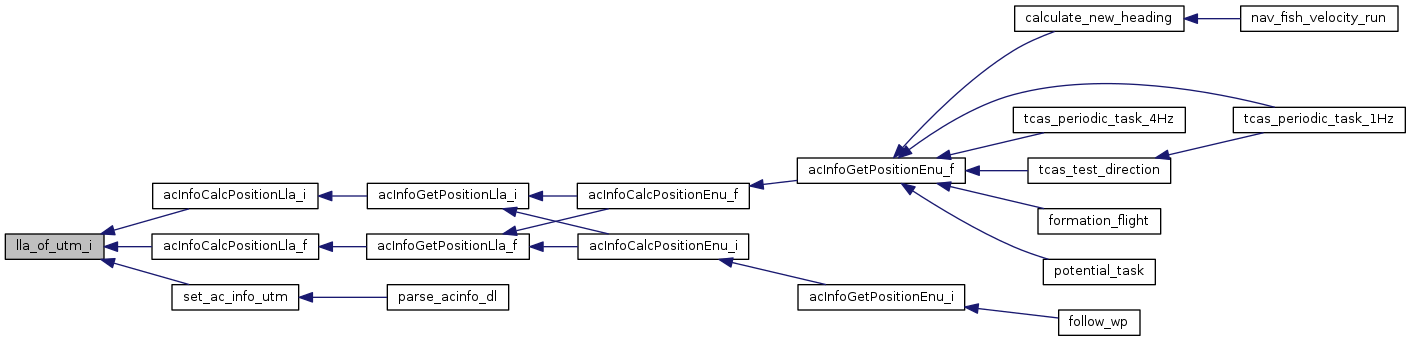 calculate_new_heading
nav_fish_velocity_run
tcas_periodic_task_4Hz
tcas_periodic_task_1Hz
acInfoGetPositionEnu_f
tcas_test_direction
acInfoCalcPositionLla_i
acInfoGetPositionLla_i
acInfoCalcPositionEnu_f
formation_flight
lla_of_utm_i
acInfoCalcPositionLla_f
acInfoGetPositionLla_f
acInfoCalcPositionEnu_i
potential_task
set_ac_info_utm
parse_acinfo_dl
acInfoGetPositionEnu_i
follow_wp